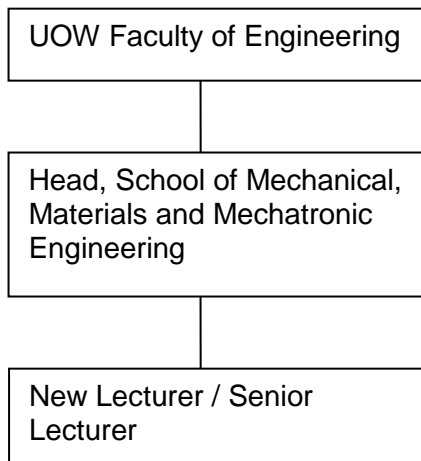 UOW Faculty of Engineering
Head, School of Mechanical,
Materials and Mechatronic
Engineering
New Lecturer / Senior
Lecturer